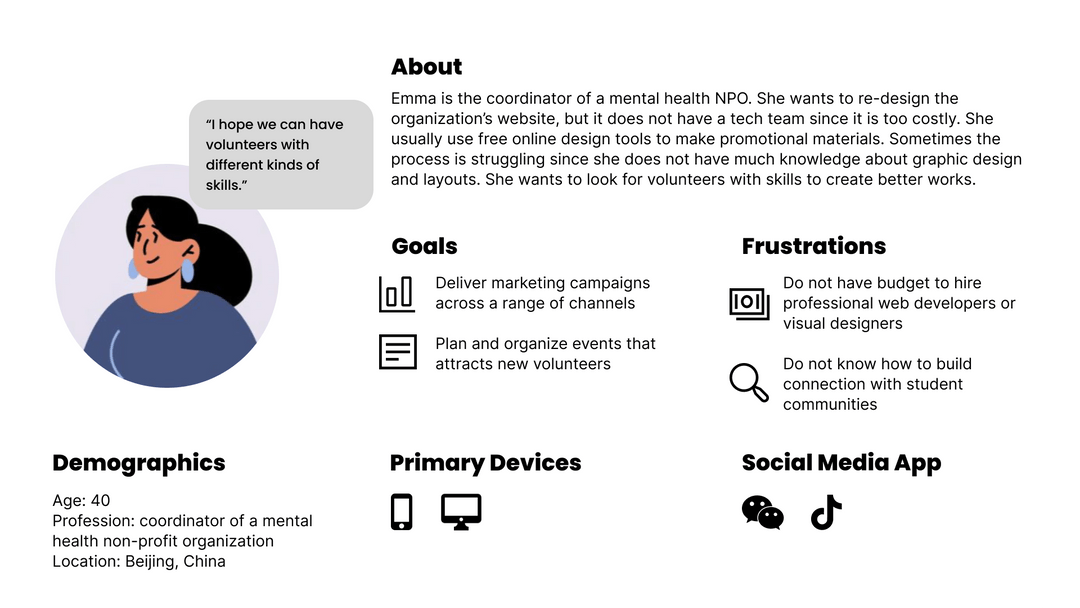 About
Emma is the coordinator of a mental health NPO. She wants to re-design the
organization’s website, but it does not have a tech team since it is too costly. She
usually use free online design tools to make promotional materials. Sometimes the
process is struggling since she does not have much knowledge about graphic design
and layouts. She wants to look for volunteers with skills to create better works.
“I hope we can have
volunteers with
different kinds of
skills.”
Goals
Deliver marketing campaigns
across a range of channels
Plan and organize events that
attracts new volunteers
Frustrations
Do not have budget to hire
professional web developers or
visual designers
Do not know how to build
connection with student
communities
Demographics
Age: 40
Profession: coordinator of a mental
health non-profit organization
Location: Beijing, China
Primary Devices
Social Media App